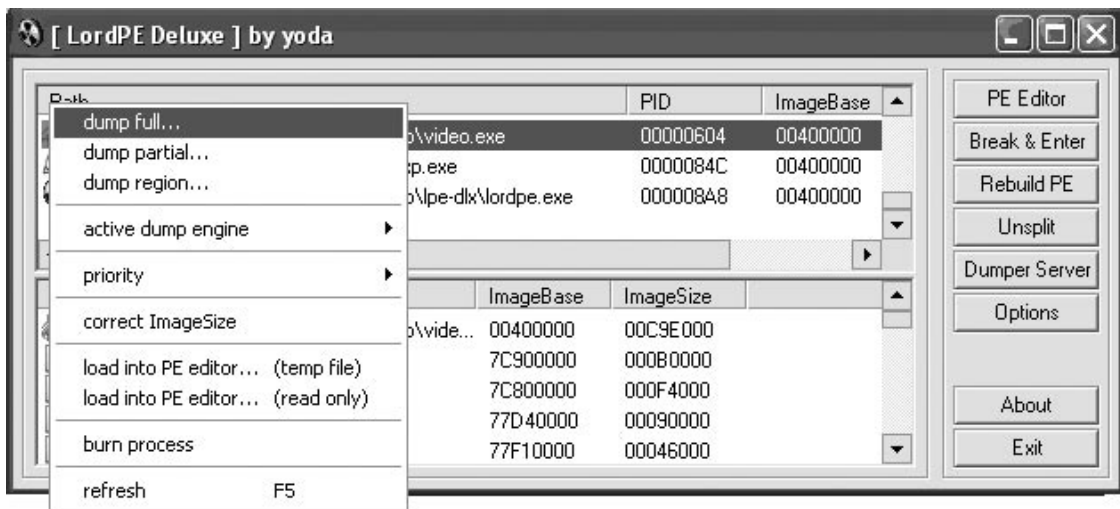 [ LordPE Deluxe ] by yoda
Path PID ImageBase
o\video.exe 00000604 00400000
p.exe 0000084C 00400000
o\lpe-dlx\lordpe.exe 000008A8 00400000
dump full...
dump partial...
dump region...
active dump engine
priority
correct ImageSize
load into PE editor... (temp file)
load into PE editor... (read only)
burn process
refresh F5
ImageBase ImageSize
o\vide... 00400000 00C9E000
7C900000 000B0000
7C800000 000F4000
77D40000 00090000
77F10000 00046000
PE Editor
Break & Enter
Rebuild PE
Unsplit
Dumper Server
Options
About
Exit